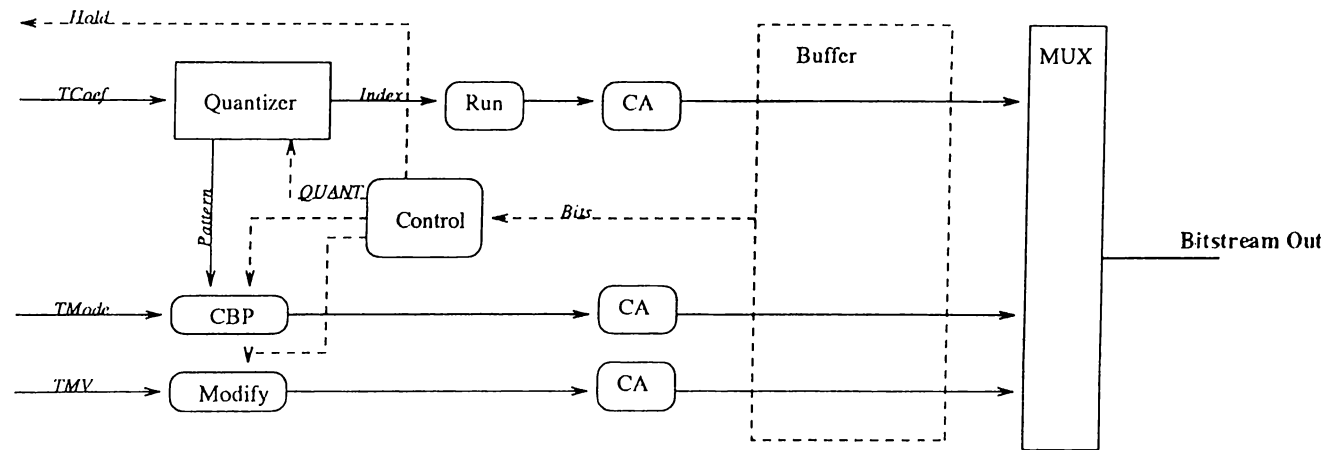 Hold
Buffer
MUX
TCoef
Quantizer
Index
Run
CA
Pattern
QUANT
Control
Bits
Bitstream Out
TMode
CBP
CA
TMV
Modify
CA